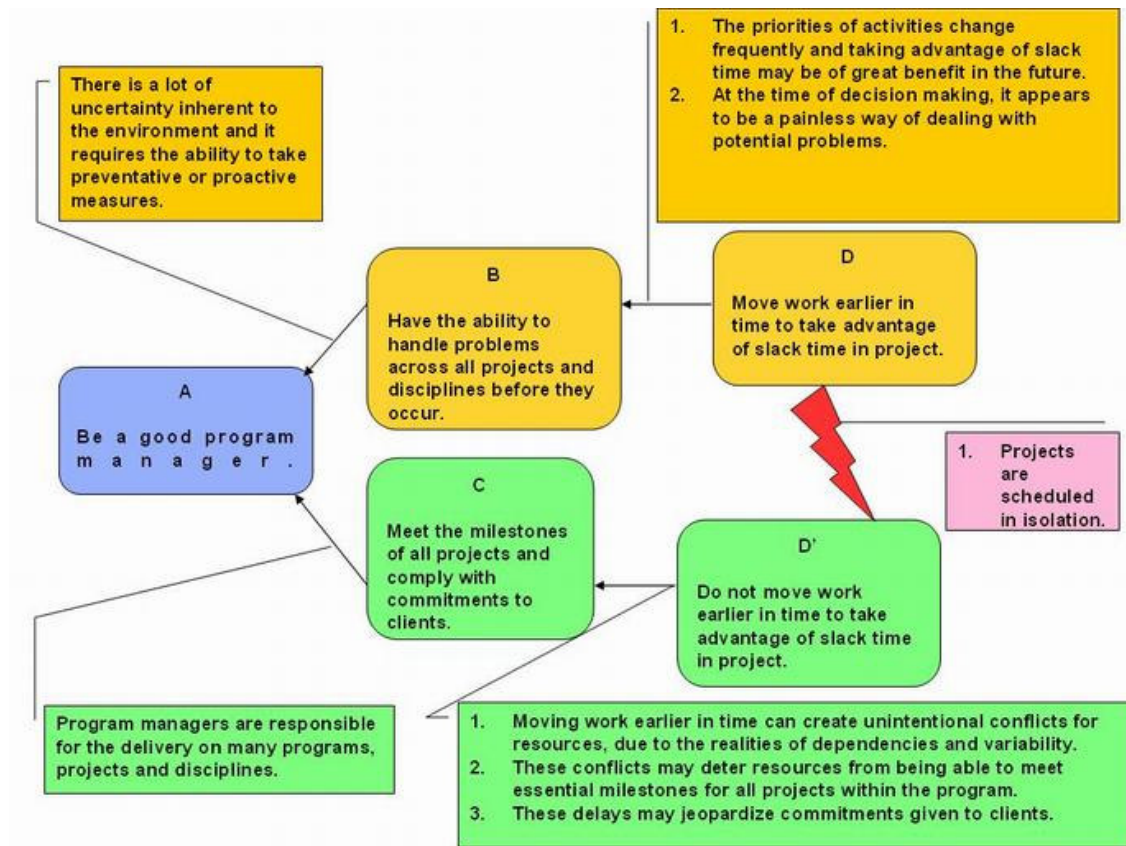 1. The priorities of activities change
frequently and taking advantage of slack
time may be of great benefit in the future.
2. At the time of decision making, it appears
to be a painless way of dealing with
potential problems.
There is a lot of
uncertainty inherent to
the environment and it
requires the ability to take
preventative or proactive
measures.
B
Have the ability to
handle problems
across all projects and
disciplines before they
occur.
D
Move work earlier in
time to take advantage
of slack time in project.
A
Be a good program
manager.
1. Projects
are
scheduled
in isolation.
C
Meet the milestones
of all projects and
comply with
commitments to
clients.
D'
Do not move work
earlier in time to take
advantage of slack time
in project.
Program managers are responsible
for the delivery on many programs,
projects and disciplines.
1. Moving work earlier in time can create unintentional conflicts for
resources, due to the realities of dependencies and variability.
2. These conflicts may deter resources from being able to meet
essential milestones for all projects within the program.
3. These delays may jeopardize commitments given to clients.